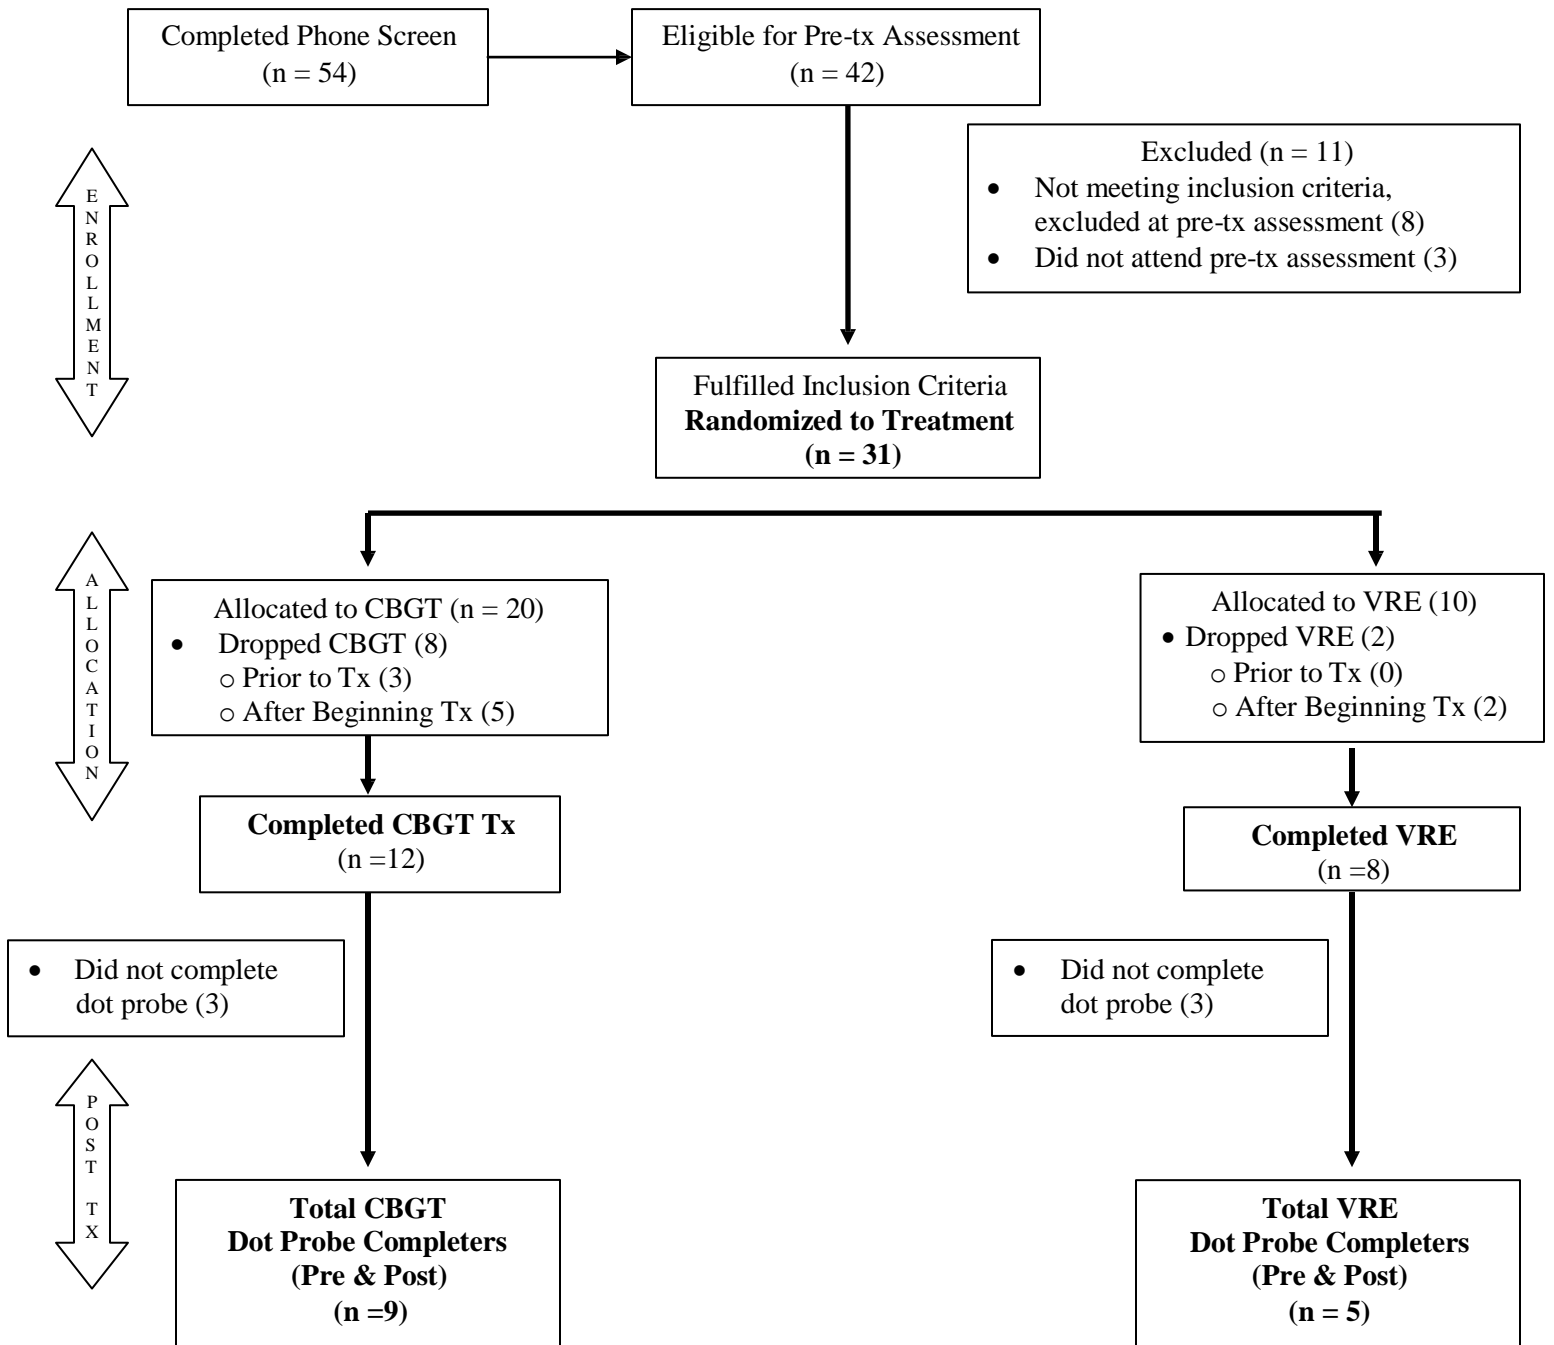 Completed Phone Screen
(n = 54)
Eligible for Pre-tx Assessment
(n = 42)
Excluded (n = 11)
• Not meeting inclusion criteria,
excluded at pre-tx assessment (8)
• Did not attend pre-tx assessment (3)
ENROLLMENT
Fulfilled Inclusion Criteria
Randomized to Treatment
(n = 31)
ALLOCATION
Allocated to CBGT (n = 20)
• Dropped CBGT (8)
o Prior to Tx (3)
o After Beginning Tx (5)
Allocated to VRE (10)
• Dropped VRE (2)
o Prior to Tx (0)
o After Beginning Tx (2)
Completed CBGT Tx
(n =12)
Completed VRE
(n =8)
• Did not complete
dot probe (3)
• Did not complete
dot probe (3)
POST TX
Total CBGT
Dot Probe Completers
(Pre & Post)
(n =9)
Total VRE
Dot Probe Completers
(Pre & Post)
(n = 5)